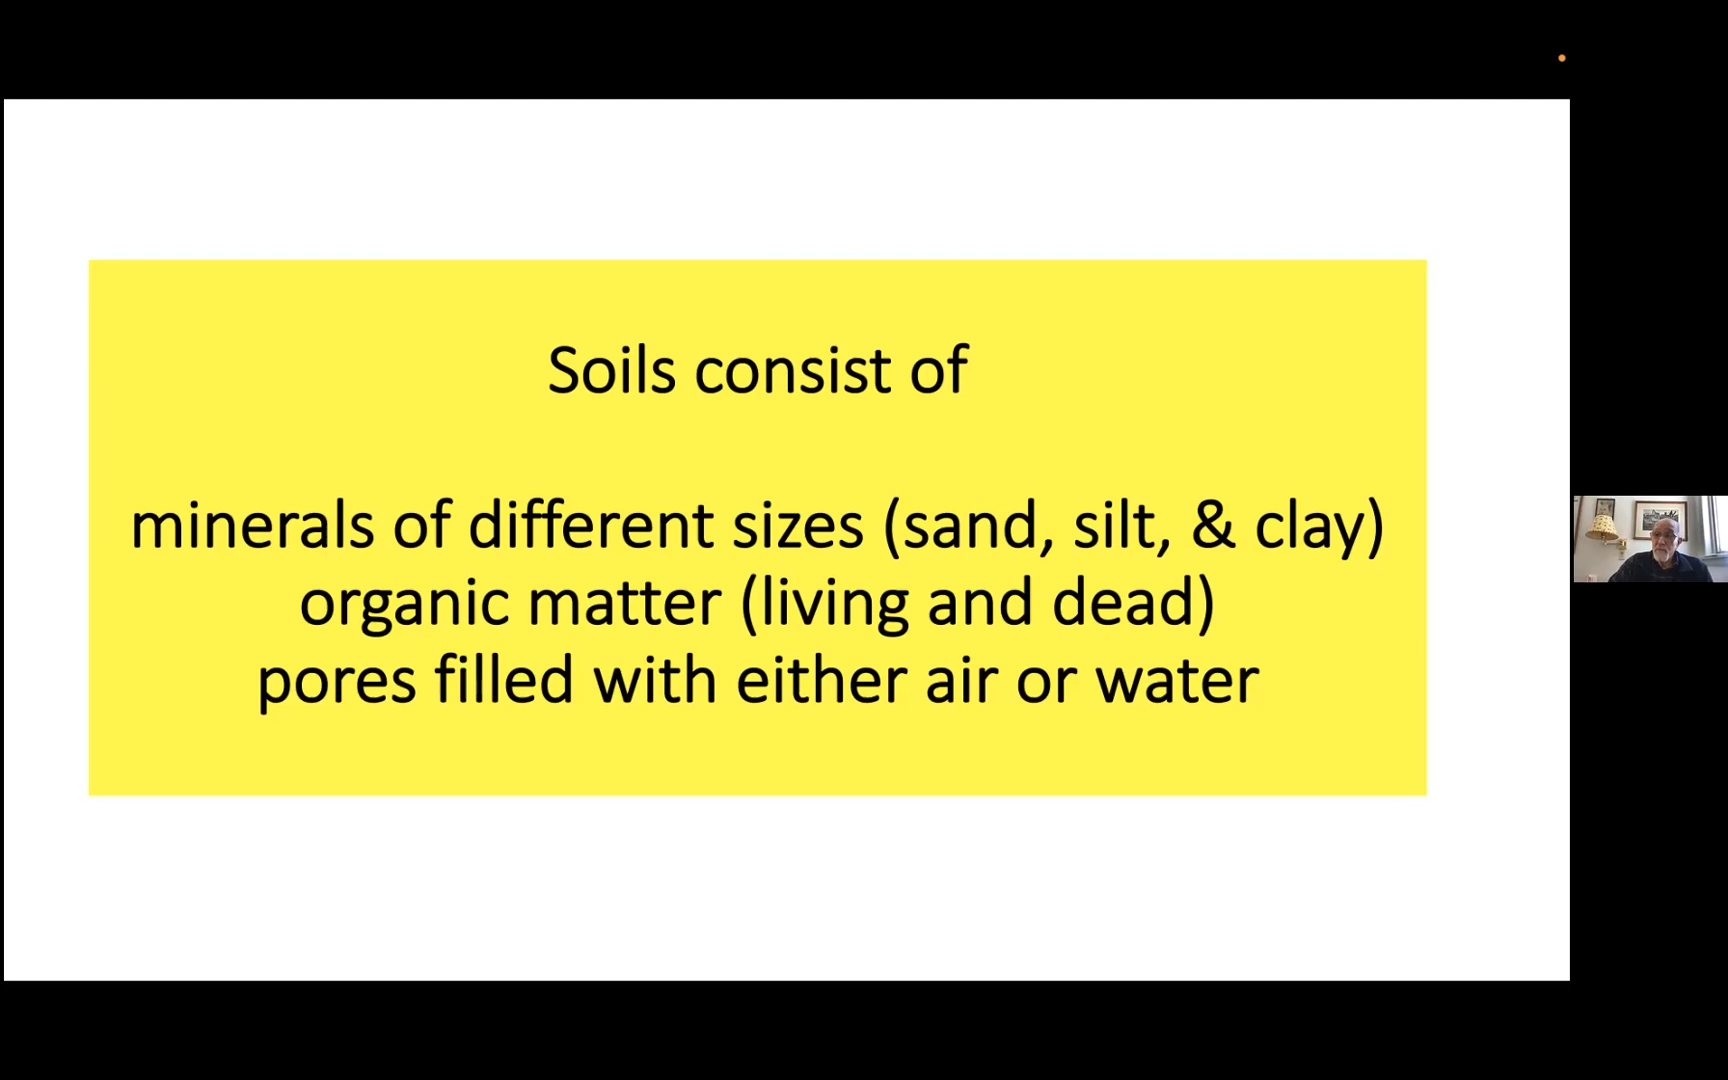 Soils consist of
minerals of different sizes (sand, silt, & clay)
organic matter (living and dead)
pores filled with either air or water